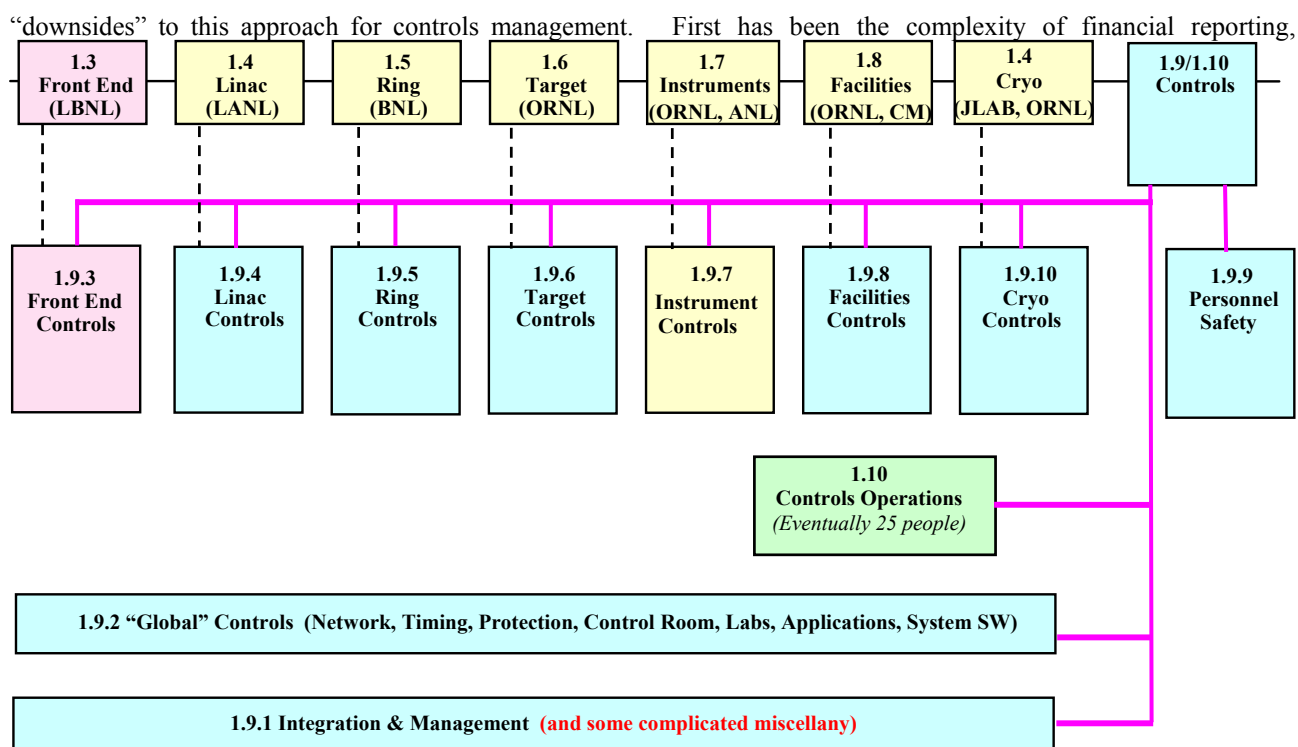 “downsides” to this approach for controls management. First has been the complexity of financial reporting,
1.3
Front End
(LBNL)
1.4
Linac
(LANL)
1.5
Ring
(BNL)
1.6
Target
(ORNL)
1.7
Instruments
(ORNL, ANL)
1.8
Facilities
(ORNL, CM)
1.4
Cryo
(JLAB, ORNL)
1.9/1.10
Controls
1.9.3
Front End
Controls
1.9.4
Linac
Controls
1.9.5
Ring
Controls
1.9.6
Target
Controls
1.9.7
Instrument
Controls
1.9.8
Facilities
Controls
1.9.10
Cryo
Controls
1.9.9
Personnel
Safety
1.10
Controls Operations
(Eventually 25 people)
1.9.2 “Global” Controls (Network, Timing, Protection, Control Room, Labs, Applications, System SW)
1.9.1 Integration & Management (and some complicated miscellany)